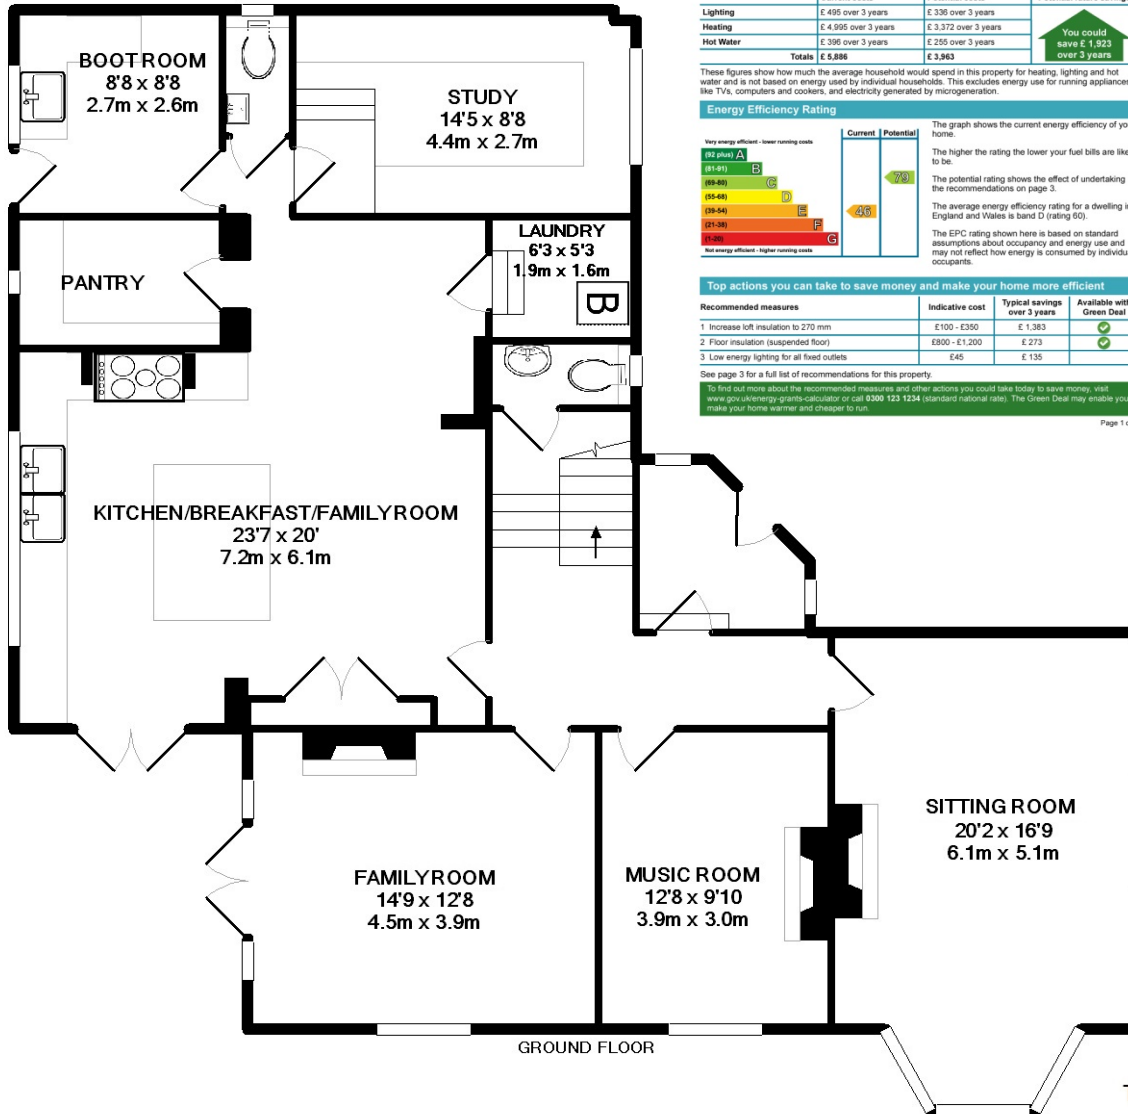 BOOT ROOM
8'8 x 8'8
2.7m x 2.6m
STUDY
14'5 x 8'8
4.4m x 2.7m
PANTRY
LAUNDRY
6'3 x 5'3
1.9m x 1.6m
B
KITCHEN/BREAKFAST/FAMILY ROOM
23'7 x 20'
7.2m x 6.1m
FAMILY ROOM
14'9 x 12'8
4.5m x 3.9m
MUSIC ROOM
12'8 x 9'10
3.9m x 3.0m
SITTING ROOM
20'2 x 16'9
6.1m x 5.1m
GROUND FLOOR
Lighting £ 495 over 3 years £ 336 over 3 years
Heating £ 4,995 over 3 years £ 3,372 over 3 years
Hot Water £ 396 over 3 years £ 255 over 3 years
Totals £ 5,886 £ 3,963
You could
save £ 1,923
over 3 years
These figures show how much the average household would spend in this property for heating, lighting and hot
water and is not based on energy used by individual households. This excludes energy use for running appliances
like TVs, computers and cookers, and electricity generated by microgeneration.
Energy Efficiency Rating
Current Potential
Very energy efficient - lower running costs
(92 plus) A
(81-91) B
(69-80) C
(55-68) D
(39-54) E
(21-38) F
(1-20) G
Not energy efficient - higher running costs
46
79
The graph shows the current energy efficiency of yo
home.
The higher the rating the lower your fuel bills are like
to be.
The potential rating shows the effect of undertaking
the recommendations on page 3.
The average energy efficiency rating for a dwelling i
England and Wales is band D (rating 60).
The EPC rating shown here is based on standard
assumptions about occupancy and energy use and
may not reflect how energy is consumed by individu
occupants.
Top actions you can take to save money and make your home more efficient
Recommended measures Indicative cost Typical savings over 3 years Available with Green Deal
1 Increase loft insulation to 270 mm £100 - £350 £ 1,383
2 Floor insulation (suspended floor) £800 - £1,200 £ 273
3 Low energy lighting for all fixed outlets £45 £ 135
See page 3 for a full list of recommendations for this property.
To find out more about the recommended measures and other actions you could take today to save money, visit
www.gov.uk/energy-grants-calculator or call 0300 123 1234 (standard national rate). The Green Deal may enable you
make your home warmer and cheaper to run.
Page 1 o